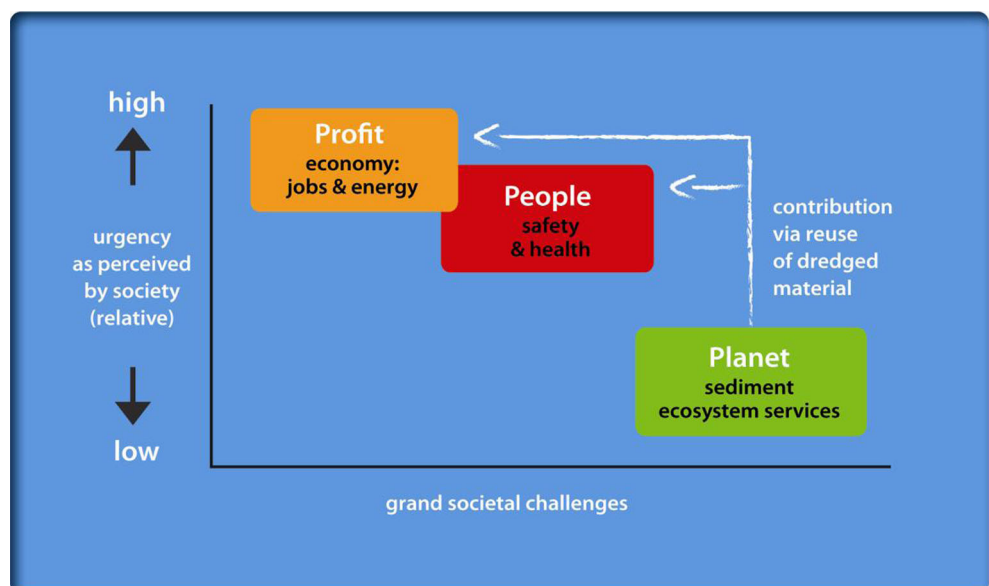 high
urgency
as perceived
by society
(relative)
low
Profit
economy:
jobs & energy
People
safety
& health
contribution
via reuse
of dredged
material
Planet
sediment
ecosystem services
grand societal challenges